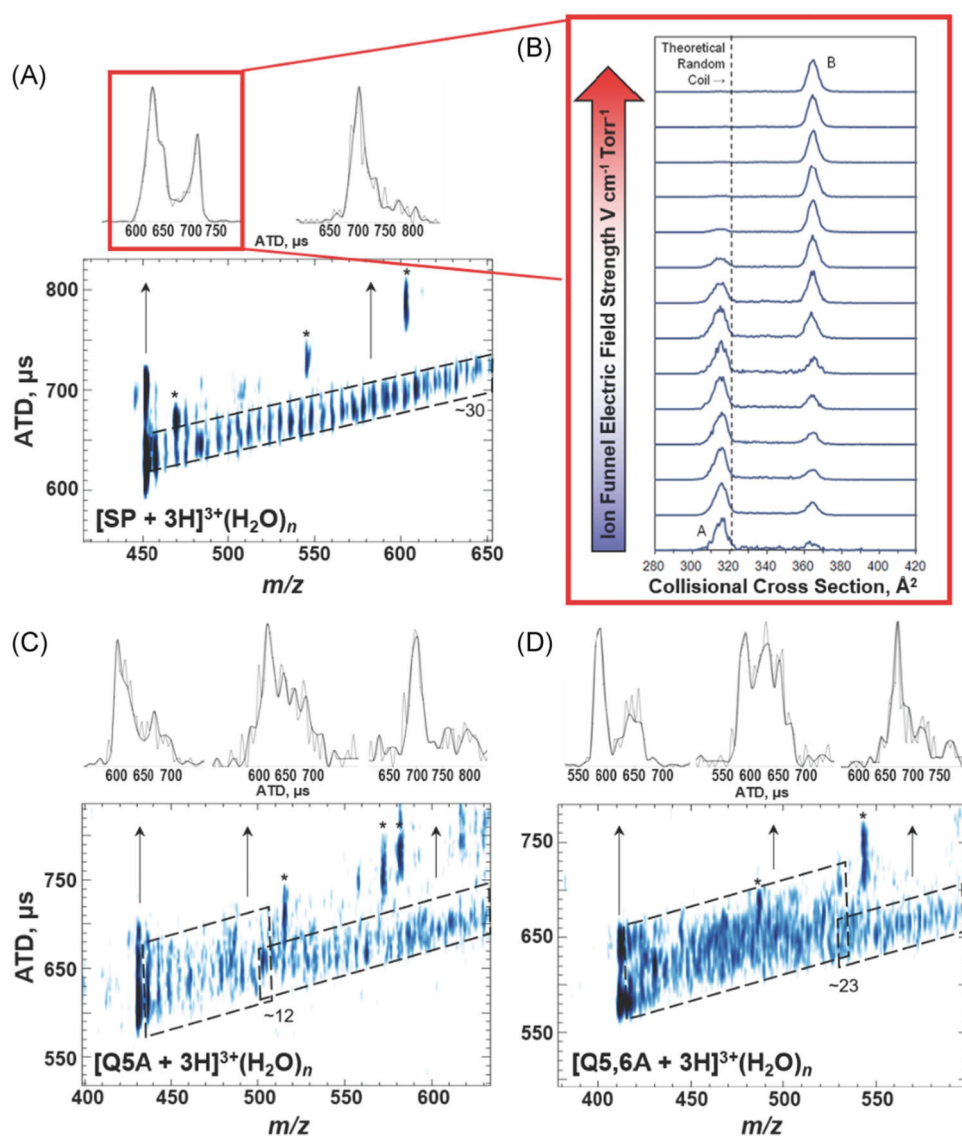 (A)
600 650 700 750
650 700 750 800
ATD, µs
ATD, µs
800
700
600
*
*
*
~30
[SP + 3H]³⁺(H₂O)ₙ
450 500 550 600 650
m/z
(B)
Ion Funnel Electric Field Strength V cm⁻¹ Torr⁻¹
Theoretical
Random
Coil →
B
A
280 300 320 340 360 380 400 420
Collisional Cross Section, Å²
(C)
600 650 700
600 650 700
650 700 750 800
ATD, µs
ATD, µs
750
650
550
*
*
*
~12
[Q5A + 3H]³⁺(H₂O)ₙ
400 450 500 550 600
m/z
(D)
550 600 650 700
550 600 650 700
600 650 700 750
ATD, µs
ATD, µs
750
650
550
*
*
~23
[Q5,6A + 3H]³⁺(H₂O)ₙ
400 450 500 550
m/z